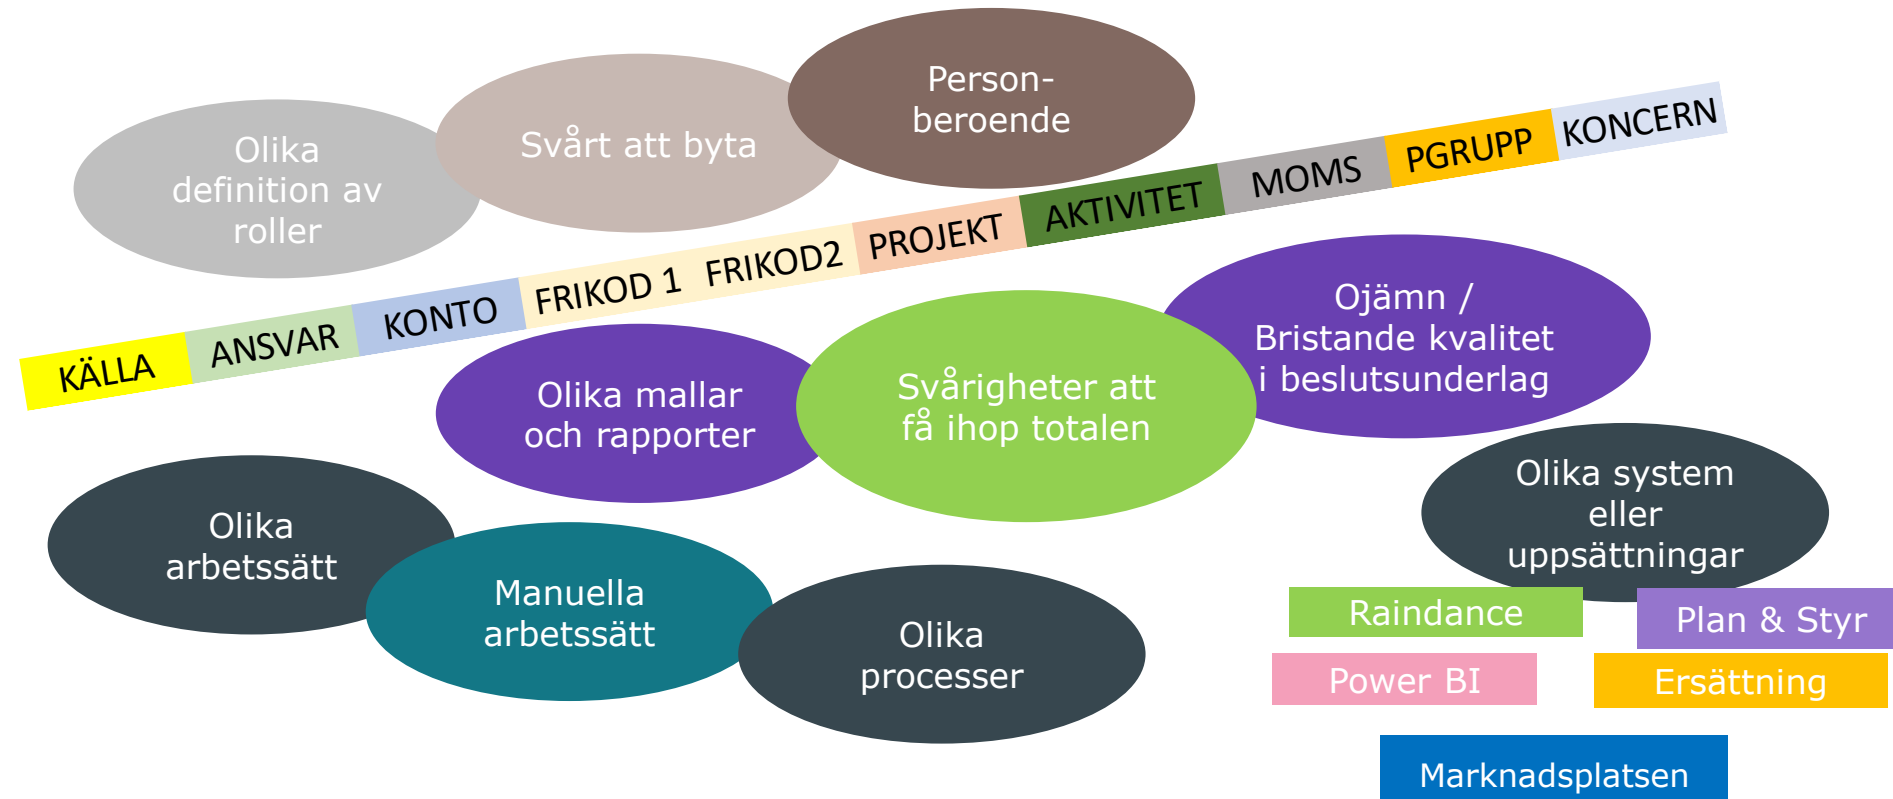 Person-
beroende
Svårt att byta
Olika
definition av
roller
KÄLLA ANSVAR KONTO FRIKOD 1 FRIKOD2 PROJEKT AKTIVITET MOMS PGRUPP KONCERN
Olika mallar
och rapporter
Svårigheter att
få ihop totalen
Ojämn /
Bristande kvalitet
i beslutsunderlag
Olika
arbetssätt
Manuella
arbetssätt
Olika
processer
Olika system
eller
uppsättningar
Raindance
Plan & Styr
Power BI
Ersättning
Marknadsplatsen